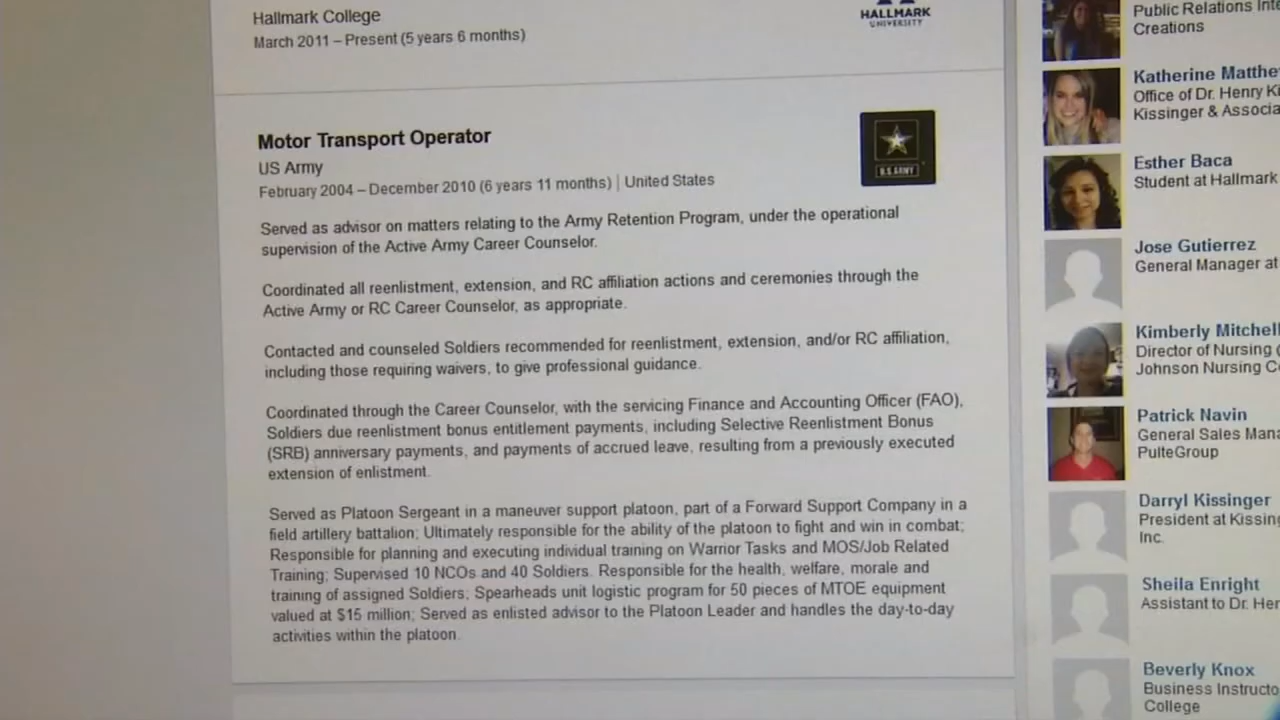 Hallmark College
March 2011 – Present (5 years 6 months)
HALLMARK
UNIVERSITY
Motor Transport Operator
US Army
February 2004 – December 2010 (6 years 11 months) | United States
U.S. ARMY
Served as advisor on matters relating to the Army Retention Program, under the operational
supervision of the Active Army Career Counselor.
Coordinated all reenlistment, extension, and RC affiliation actions and ceremonies through the
Active Army or RC Career Counselor, as appropriate.
Contacted and counseled Soldiers recommended for reenlistment, extension, and/or RC affiliation,
including those requiring waivers, to give professional guidance.
Coordinated through the Career Counselor, with the servicing Finance and Accounting Officer (FAO),
Soldiers due reenlistment bonus entitlement payments, including Selective Reenlistment Bonus
(SRB) anniversary payments, and payments of accrued leave, resulting from a previously executed
extension of enlistment.
Served as Platoon Sergeant in a maneuver support platoon, part of a Forward Support Company in a
field artillery battalion; Ultimately responsible for the ability of the platoon to fight and win in combat;
Responsible for planning and executing individual training on Warrior Tasks and MOS/Job Related
Training; Supervised 10 NCOs and 40 Soldiers. Responsible for the health, welfare, morale and
training of assigned Soldiers; Spearheads unit logistic program for 50 pieces of MTOE equipment
valued at $15 million; Served as enlisted advisor to the Platoon Leader and handles the day-to-day
activities within the platoon.
Public Relations Inte
Creations
Katherine Matthe
Office of Dr. Henry Ki
Kissinger & Associa
Esther Baca
Student at Hallmark
Jose Gutierrez
General Manager at
Kimberly Mitchell
Director of Nursing
Johnson Nursing C
Patrick Navin
General Sales Mana
PulteGroup
Darryl Kissinger
President at Kissing
Inc.
Sheila Enright
Assistant to Dr. Her
Beverly Knox
Business Instructo
College